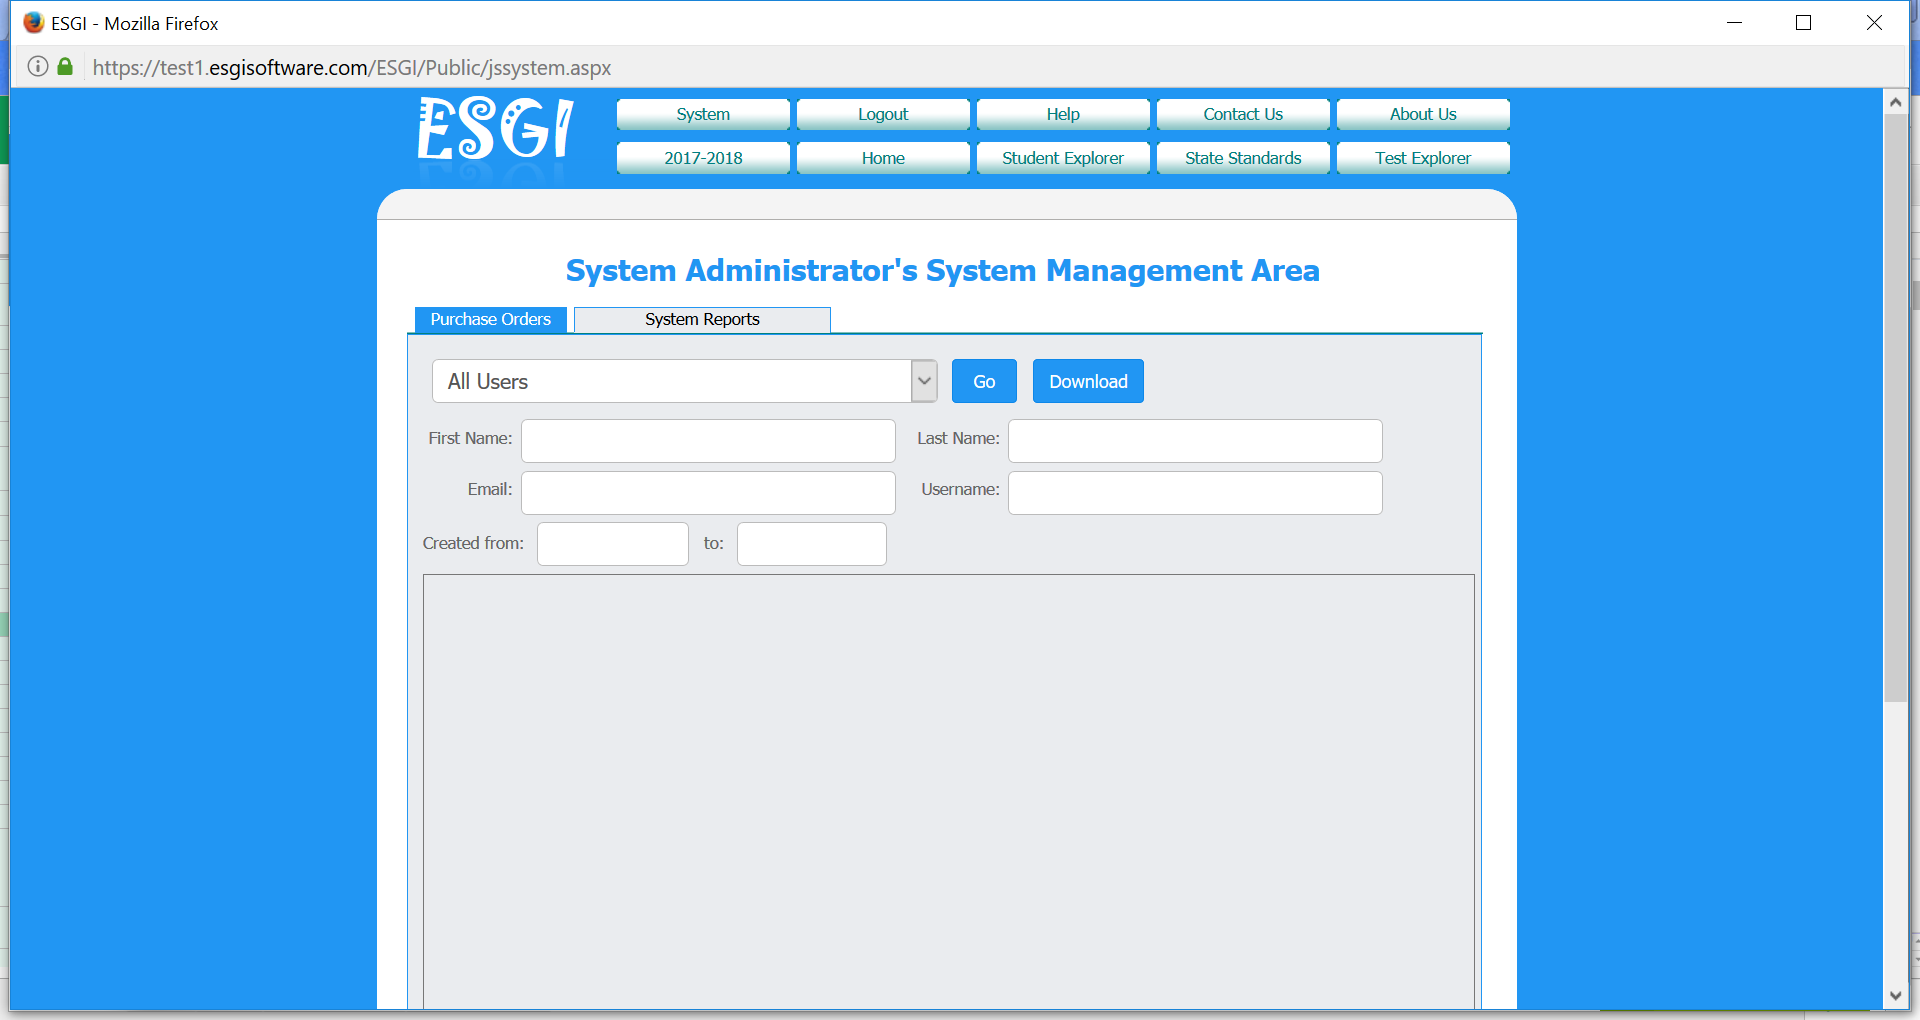 ESGI - Mozilla Firefox
https://test1.esgisoftware.com/ESGI/Public/jssystem.aspx
ESGI
System Logout Help Contact Us About Us
2017-2018 Home Student Explorer State Standards Test Explorer
System Administrator's System Management Area
Purchase Orders System Reports
All Users Go Download
First Name: Last Name:
Email: Username:
Created from: to: